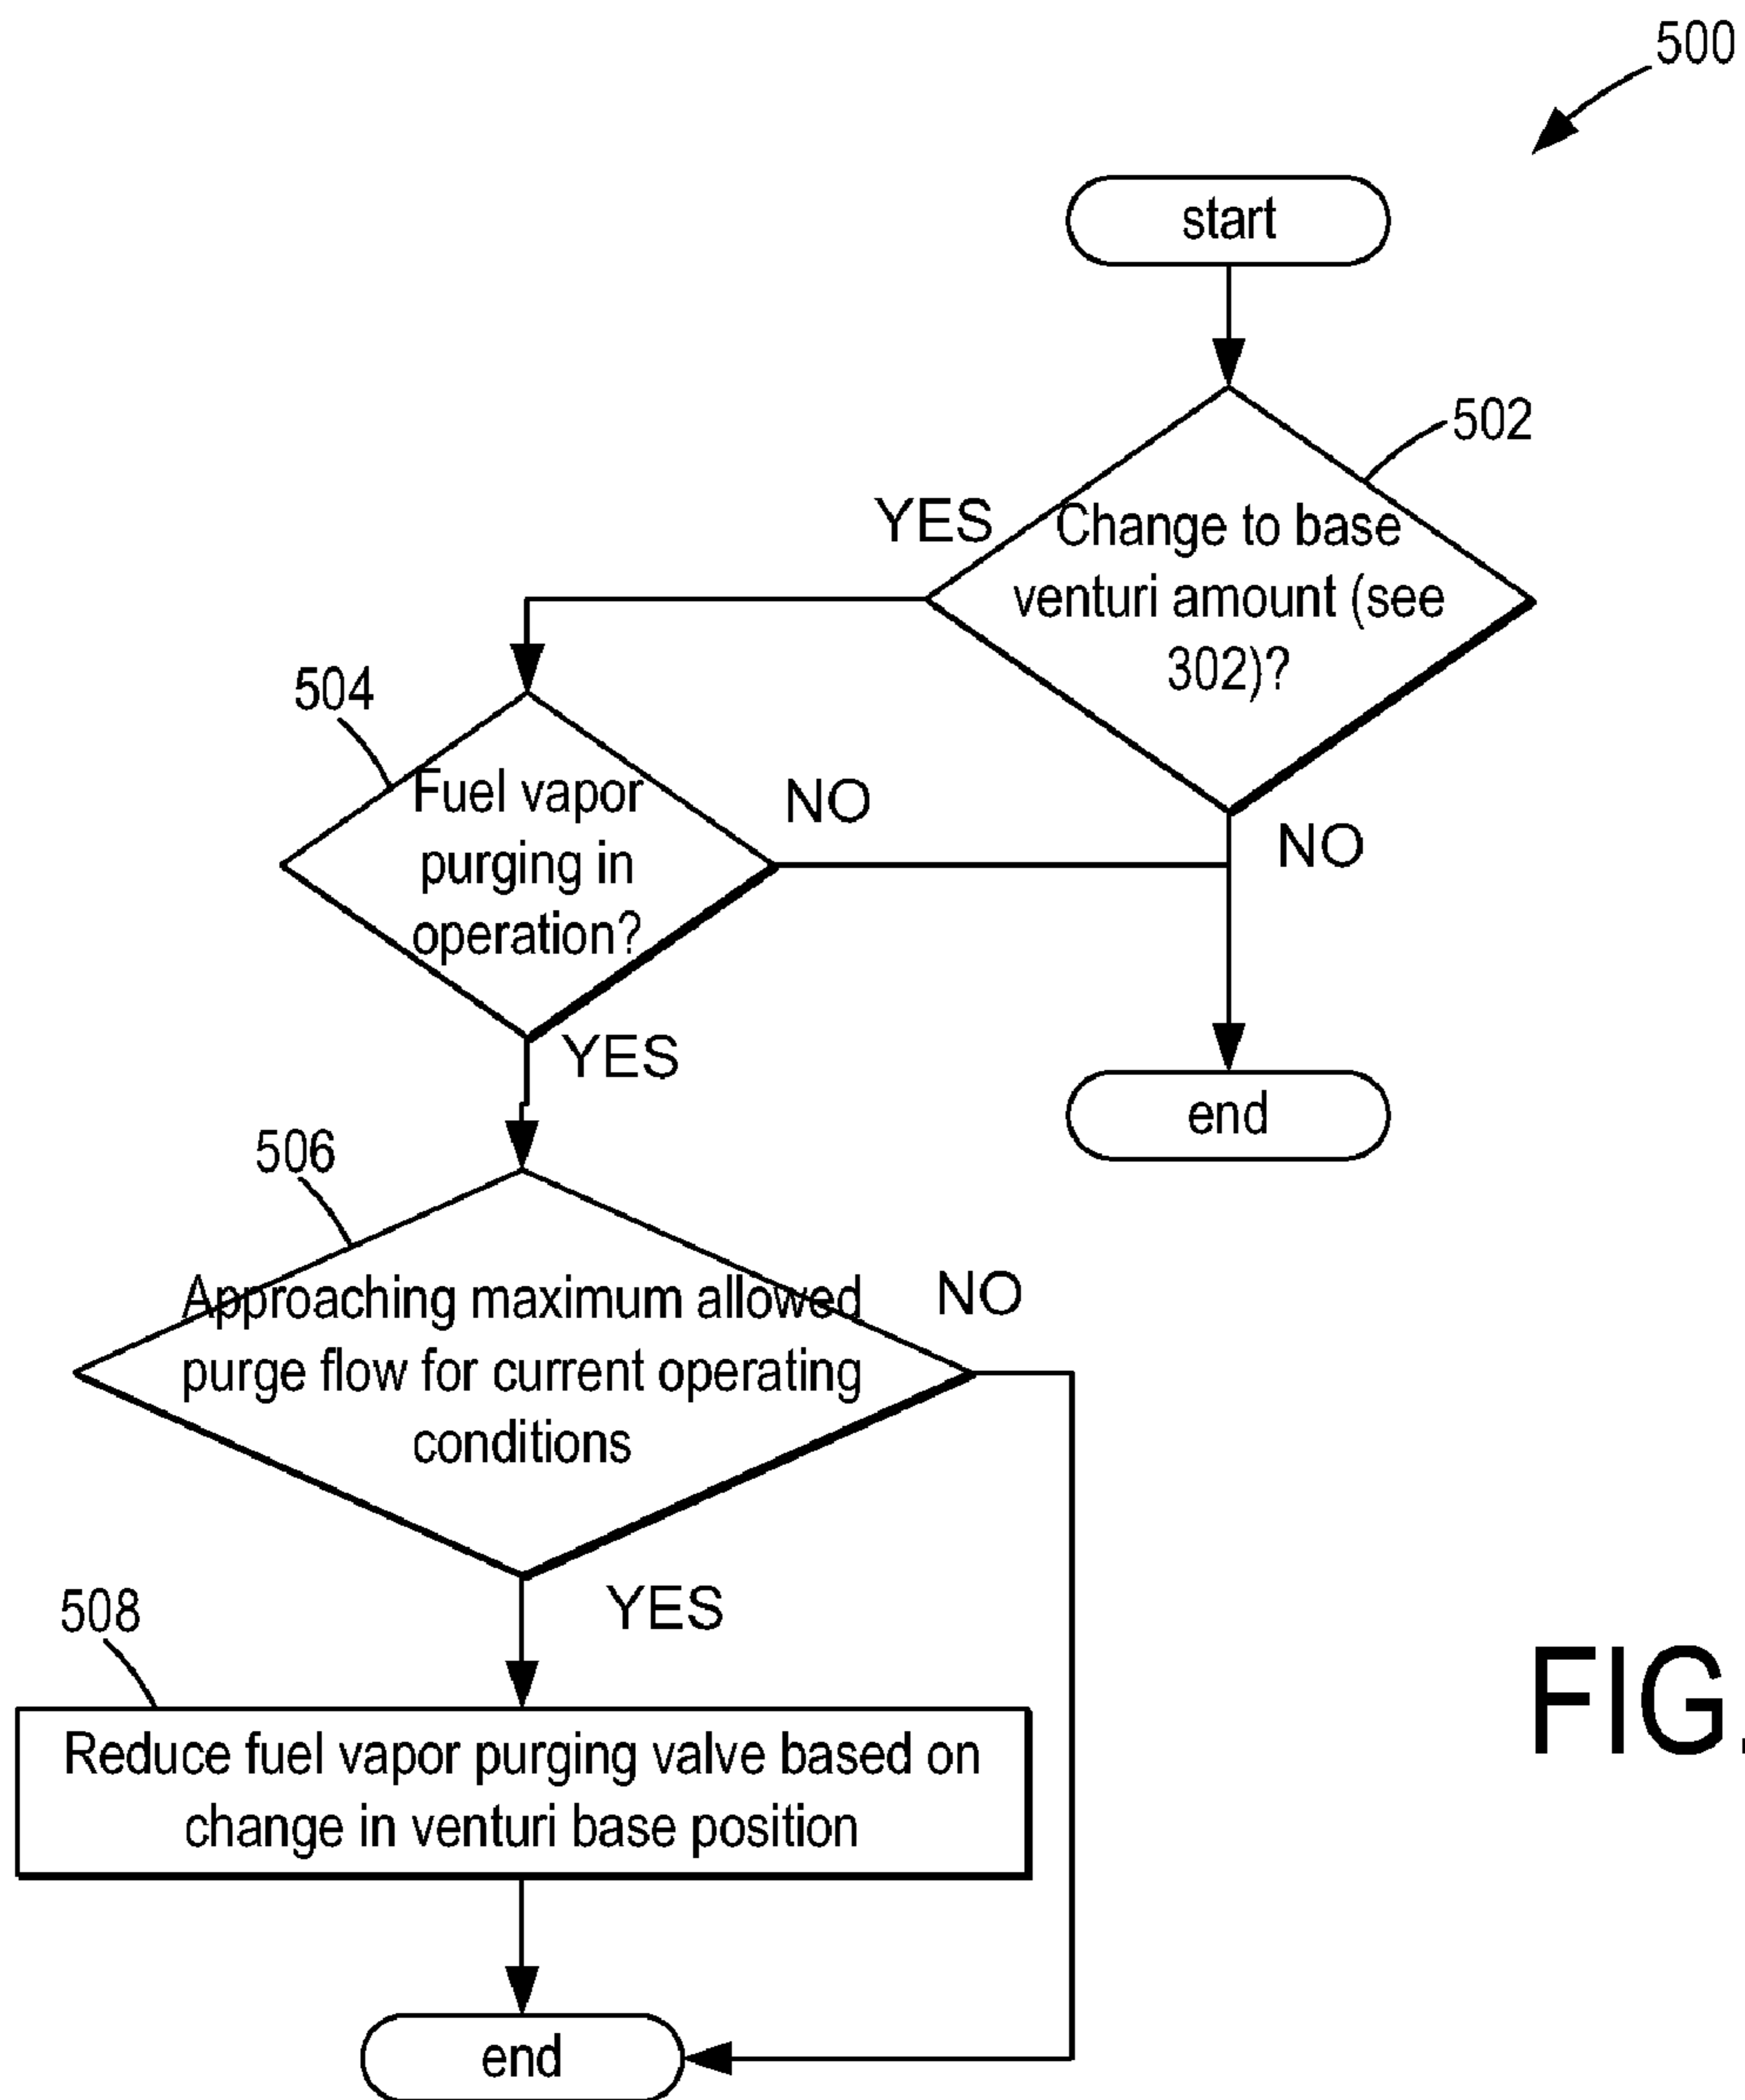 500
start
502
YES
Change to base
venturi amount (see
302)?
504
Fuel vapor
purging in
operation?
NO
NO
YES
end
506
Approaching maximum allowed
purge flow for current operating
conditions
NO
YES
508
Reduce fuel vapor purging valve based on
change in venturi base position
FIG.
end